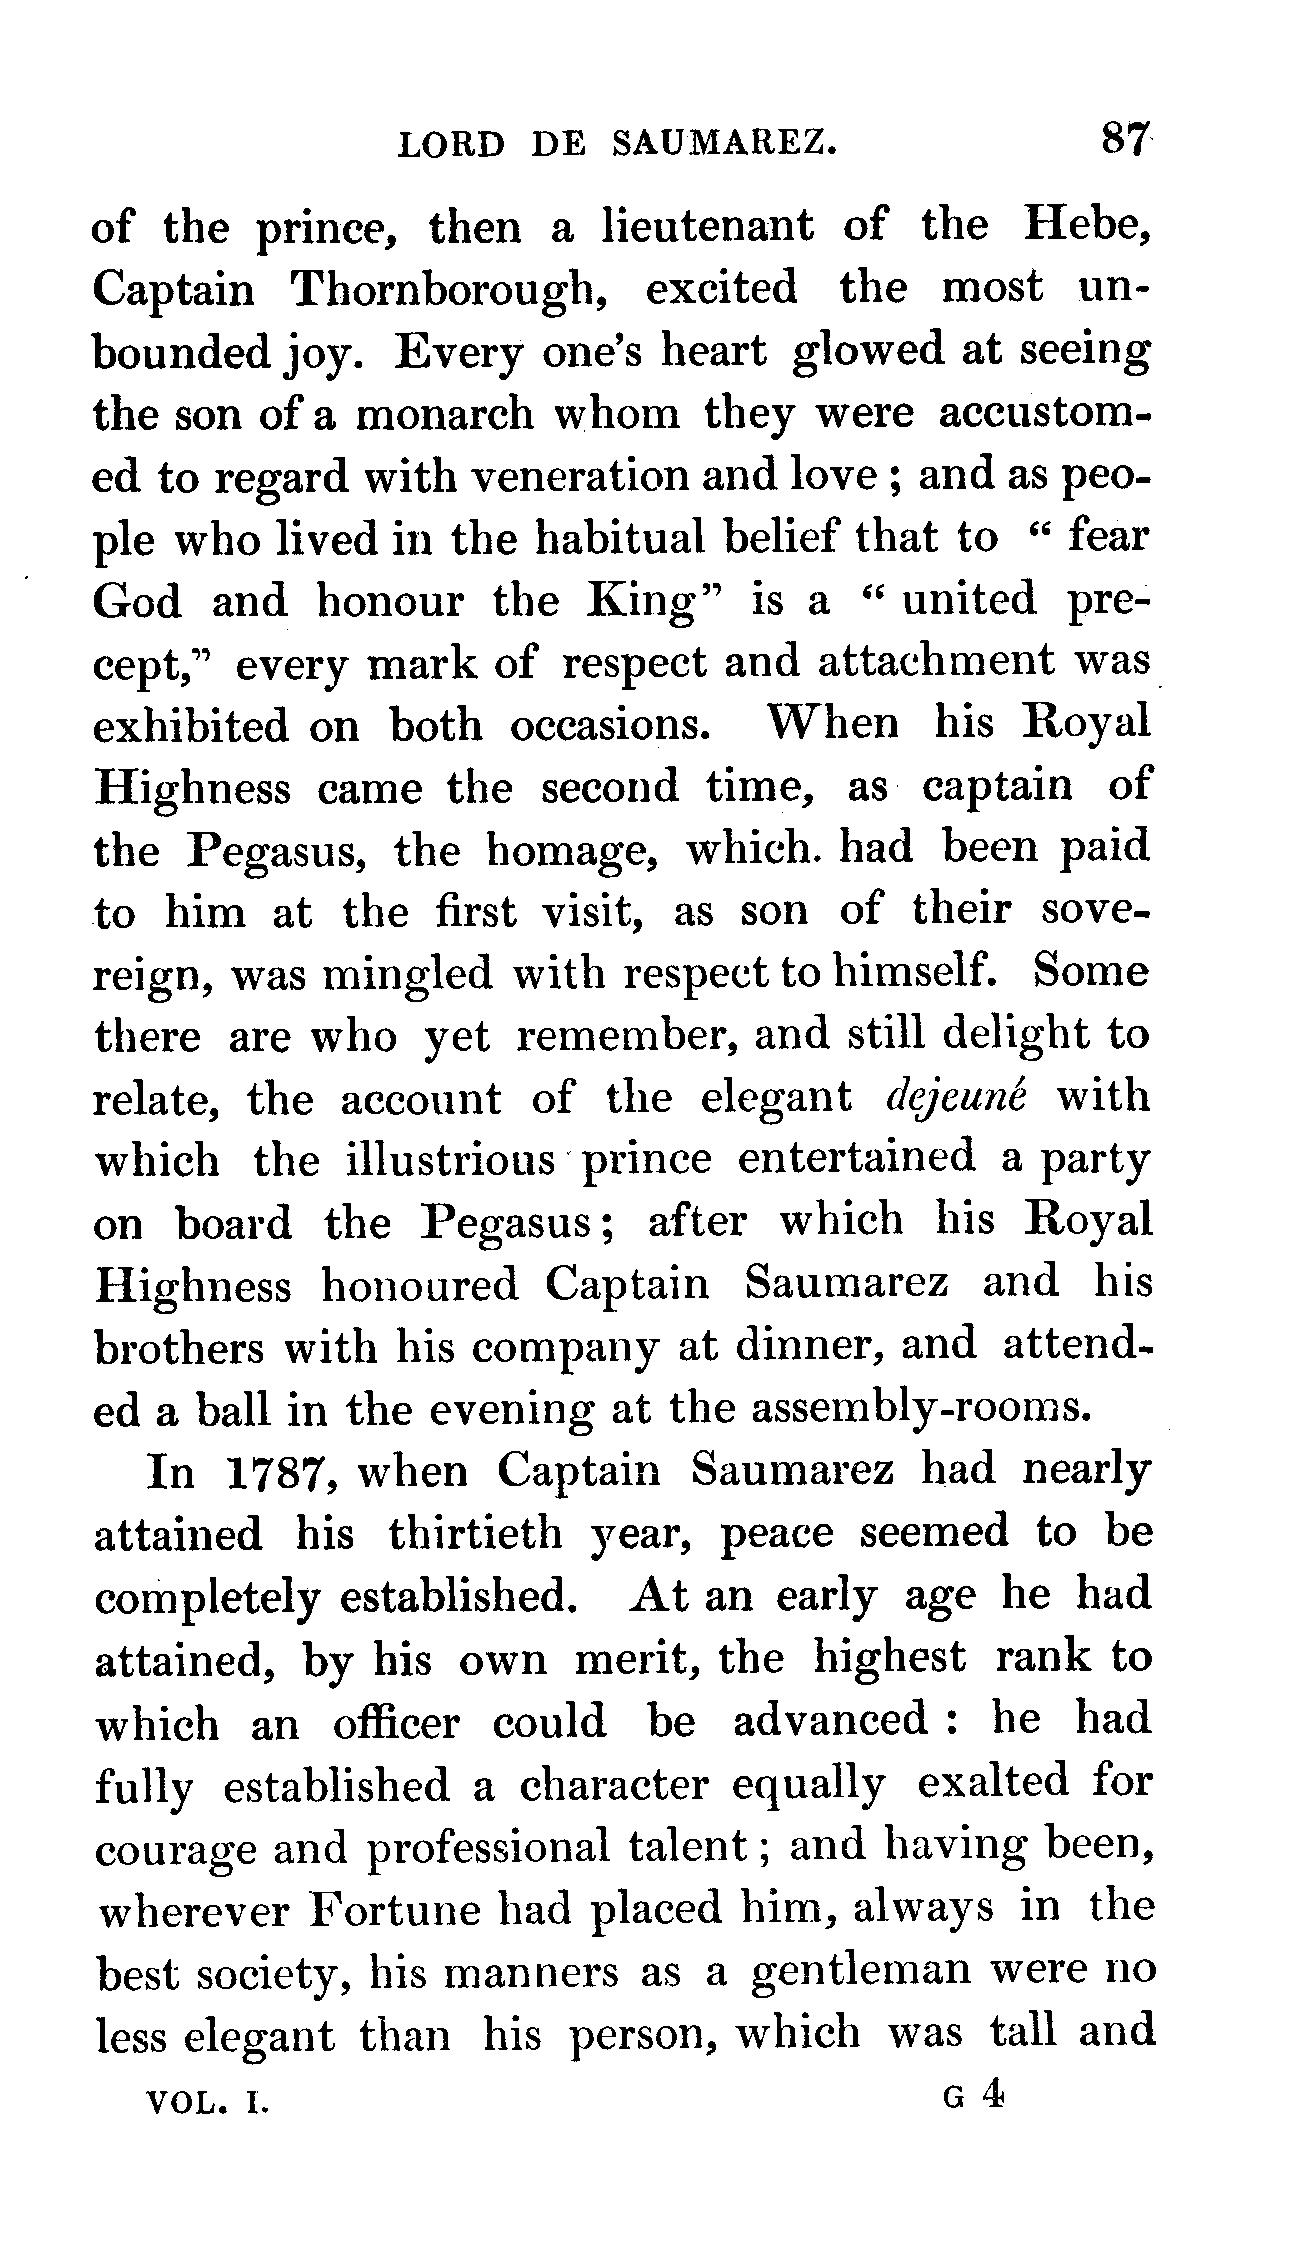 LORD DE SAUMAREZ. 87
of the prince, then a lieutenant of the Hebe,
Captain Thornborough, excited the most un-
bounded joy. Every one's heart glowed at seeing
the son of a monarch whom they were accustom-
ed to regard with veneration and love ; and as peo-
ple who lived in the habitual belief that to “ fear
God and honour the King” is a “ united pre-
cept,” every mark of respect and attachment was
exhibited on both occasions. When his Royal
Highness came the second time, as captain of
the Pegasus, the homage, which. had been paid
to him at the first visit, as son of their sove-
reign, was mingled with respect to himself. Some
there are who yet remember, and still delight to
relate, the account of the elegant dejeuné with
which the illustrious prince entertained a party
on board the Pegasus ; after which his Royal
Highness honoured Captain Saumarez and his
brothers with his company at dinner, and attend-
ed a ball in the evening at the assembly-rooms.
In 1787, when Captain Saumarez had nearly
attained his thirtieth year, peace seemed to be
completely established. At an early age he had
attained, by his own merit, the highest rank to
which an officer could be advanced : he had
fully established a character equally exalted for
courage and professional talent ; and having been,
wherever Fortune had placed him, always in the
best society, his manners as a gentleman were no
less elegant than his person, which was tall and
VOL. I. G 4